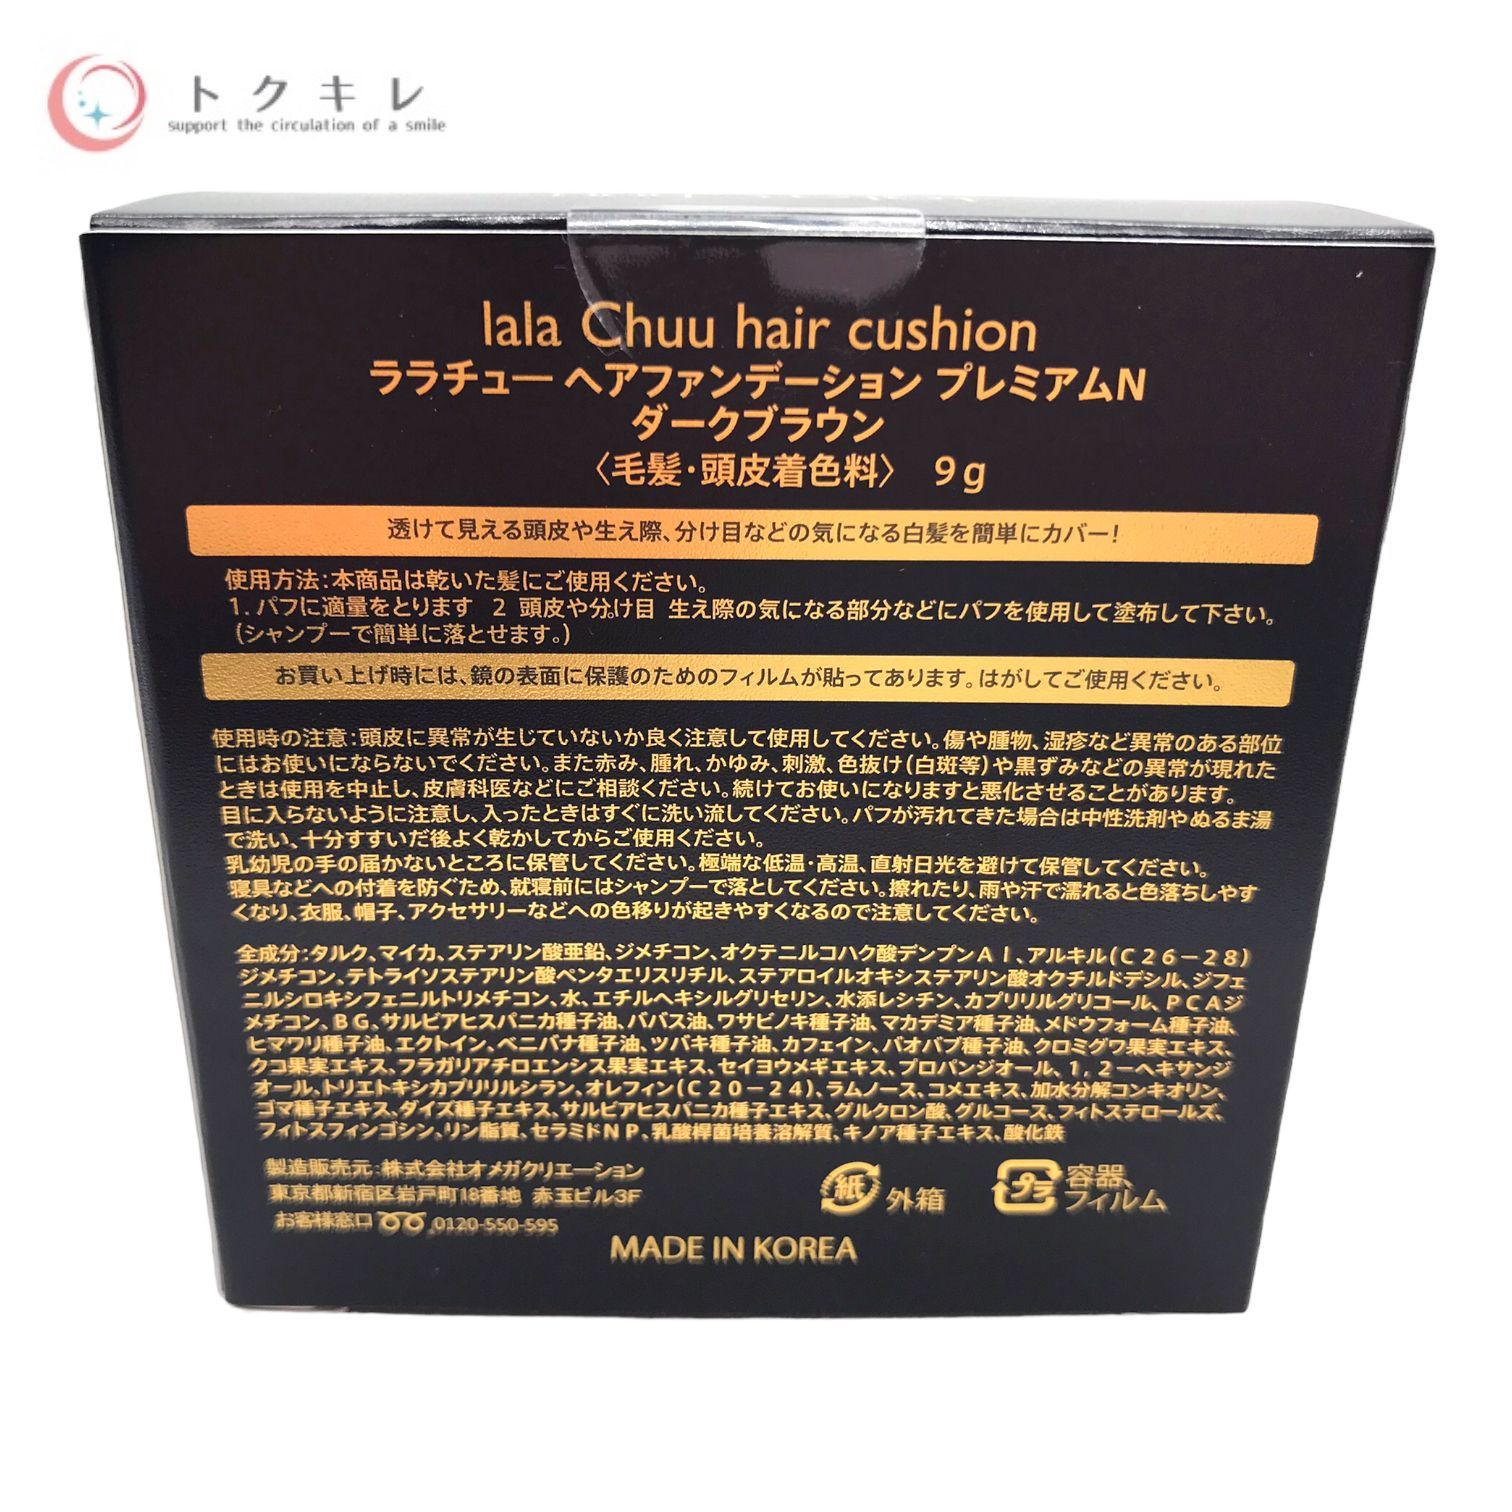 トクキレ
support the circulation of a smile
lala Chuu hair cushion
ララチュー ヘアファンデーション プレミアムN
ダークブラウン
〈毛髪・頭皮着色料〉 9g
透けて見える頭皮や生え際、分け目などの気になる白髪を簡単にカバー!
使用方法:本商品は乾いた髪にご使用ください。
1. パフに適量をとります 2 頭皮や分け目 生え際の気になる部分などにパフを使用して塗布して下さい。
(シャンプーで簡単に落とせます。)
お買い上げ時には、鏡の表面に保護のためのフィルムが貼ってあります。はがしてご使用ください。
使用時の注意:頭皮に異常が生じていないか良く注意して使用してください。傷や腫物、湿疹など異常のある部位
にはお使いにならないでください。また赤み、腫れ、かゆみ、刺激、色抜け(白斑等)や黒ずみなどの異常が現れた
ときは使用を中止し、皮膚科医などにご相談ください。続けてお使いになりますと悪化させることがあります。
目に入らないように注意し、入ったときはすぐに洗い流してください。パフが汚れてきた場合は中性洗剤やぬるま湯
で洗い、十分すすいだ後よく乾かしてからご使用ください。
乳幼児の手の届かないところに保管してください。極端な低温・高温、直射日光を避けて保管してください。
寝具などへの付着を防ぐため、就寝前にはシャンプーで落としてください。擦れたり、雨や汗で濡れると色落ちしやす
くなり、衣服、帽子、アクセサリーなどへの色移りが起きやすくなるので注意してください。
全成分:タルク、マイカ、ステアリン酸亜鉛、ジメチコン、オクテニルコハク酸デンプンAl、アルキル(C26-28)
ジメチコン、テトライソステアリン酸ペンタエリスリチル、ステアロイルオキシステアリン酸オクチルドデシル、ジフェ
ニルシロキシフェニルトリメチコン、水、エチルヘキシルグリセリン、水添レシチン、カプリリルグリコール、PCAジ
メチコン、BG、サルビアヒスパニカ種子油、ババス油、ワサビノキ種子油、マカデミア種子油、メドウフォーム種子油、
ヒマワリ種子油、エクトイン、ベニバナ種子油、ツバキ種子油、カフェイン、バオバブ種子油、クロミグワ果実エキス、
クコ果実エキス、フラガリアチロエンシス果実エキス、セイヨウメギエキス、プロパンジオール、1,2-ヘキサンジ
オール、トリエトキシカプリリルシラン、オレフィン(C20-24)、ラムノース、コメエキス、加水分解コンキオリン、
ゴマ種子エキス、ダイズ種子エキス、サルビアヒスパニカ種子エキス、グルクロン酸、グルコース、フィトステロールズ、
フィトスフィンゴシン、リン脂質、セラミドNP、乳酸桿菌培養溶解質、キノア種子エキス、酸化鉄
製造販売元:株式会社オメガクリエーション
東京都新宿区岩戸町18番地 赤玉ビル3F
お客様窓口 0120-550-595
紙 外箱
プラ 容器、
フィルム
MADE IN KOREA